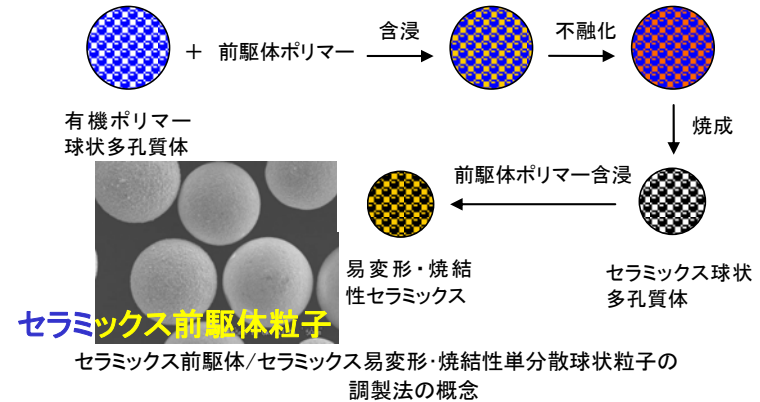 + 前駆体ポリマー
含浸
不融化
有機ポリマー
球状多孔質体
焼成
前駆体ポリマー含浸
易変形・焼結
性セラミックス
セラミックス球状
多孔質体
セラミックス前駆体粒子
セラミックス前駆体/セラミックス易変形・焼結性単分散球状粒子の
調製法の概念